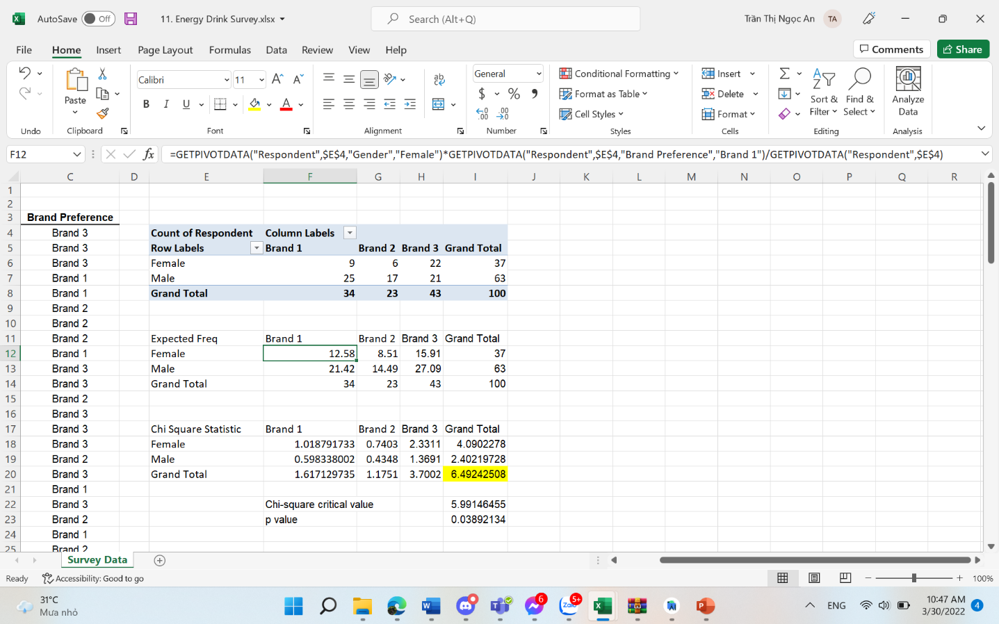 AutoSave Off 11. Energy Drink Survey.xlsx Search (Alt+Q) Trần Thị Ngọc An TA
File Home Insert Page Layout Formulas Data Review View Help Comments Share
Calibri 11 General Conditional Formatting Insert
Paste Format as Table Delete Sort & Filter Find & Select Analyze Data
B I U A $ % Cell Styles Format
Undo Clipboard Font Alignment Number Styles Cells Editing Analysis
F12 fx =GETPIVOTDATA("Respondent",$E$4,"Gender","Female")*GETPIVOTDATA("Respondent",$E$4,"Brand Preference","Brand 1")/GETPIVOTDATA("Respondent",$E$4)
C D E F G H I J K L M N O P Q R
1
2
3 Brand Preference
4 Brand 3 Count of Respondent Column Labels
5 Brand 3 Row Labels Brand 1 Brand 2 Brand 3 Grand Total
6 Brand 3 Female 9 6 22 37
7 Brand 1 Male 25 17 21 63
8 Brand 1 Grand Total 34 23 43 100
9 Brand 2
10 Brand 2
11 Brand 2 Expected Freq Brand 1 Brand 2 Brand 3 Grand Total
12 Brand 1 Female 12.58 8.51 15.91 37
13 Brand 3 Male 21.42 14.49 27.09 63
14 Brand 3 Grand Total 34 23 43 100
15 Brand 2
16 Brand 3
17 Brand 3 Chi Square Statistic Brand 1 Brand 2 Brand 3 Grand Total
18 Brand 3 Female 1.018791733 0.7403 2.3311 4.0902278
19 Brand 2 Male 0.598338002 0.4348 1.3691 2.40219728
20 Brand 3 Grand Total 1.617129735 1.1751 3.7002 6.49242508
21 Brand 1
22 Brand 3 Chi-square critical value 5.99146455
23 Brand 2 p value 0.03892134
24 Brand 1
25 Brand 2
Survey Data
Ready Accessibility: Good to go 100%
31°C 6 5+ Zalo ENG 10:47 AM
Mưa nhỏ 3/30/2022 4